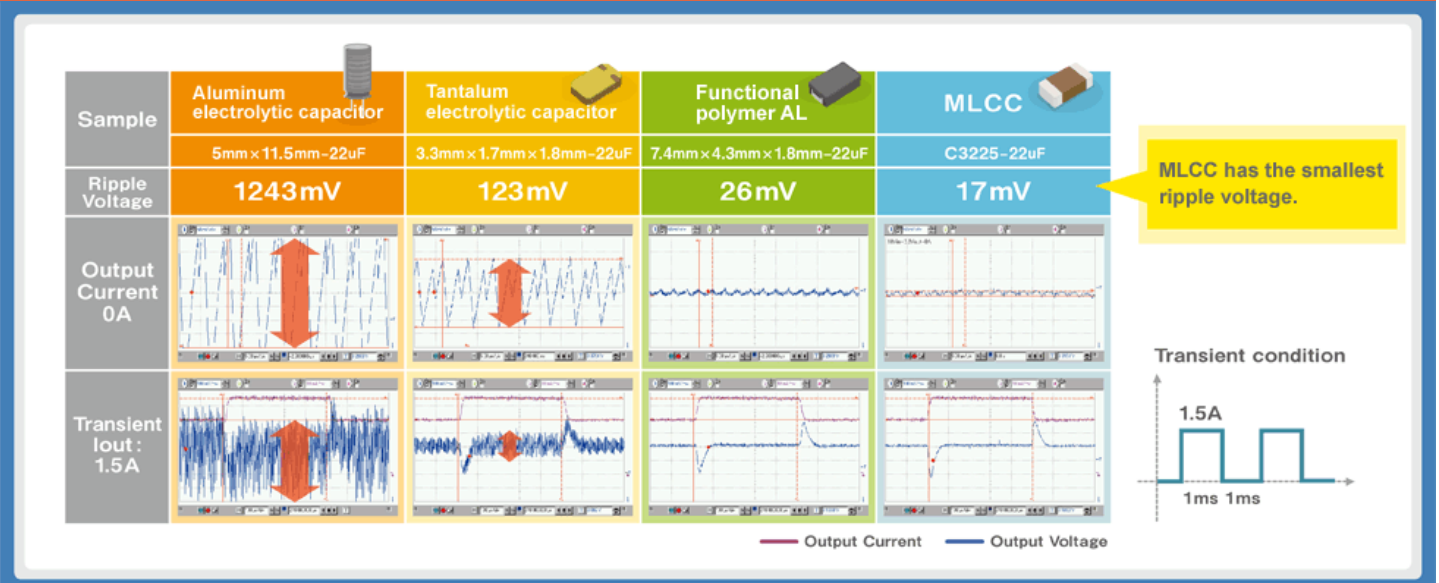 Sample
Aluminum
electrolytic capacitor
Tantalum
electrolytic capacitor
Functional
polymer AL
MLCC
5mm×11.5mm-22uF
3.3mm×1.7mm×1.8mm-22uF
7.4mm×4.3mm×1.8mm-22uF
C3225-22uF
Ripple
Voltage
1243mV
123mV
26mV
17mV
MLCC has the smallest
ripple voltage.
Output
Current
0A
Transient
Iout:
1.5A
Transient condition
1.5A
1ms 1ms
Output Current
Output Voltage